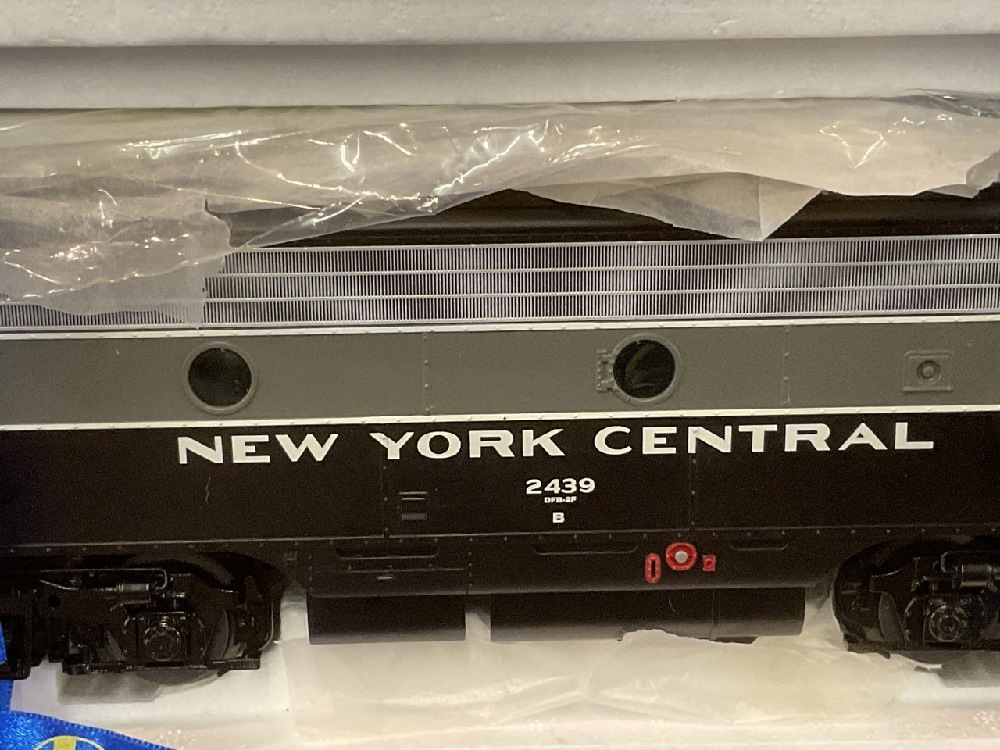 NEW YORK CENTRAL
2439
DFB-2F
B